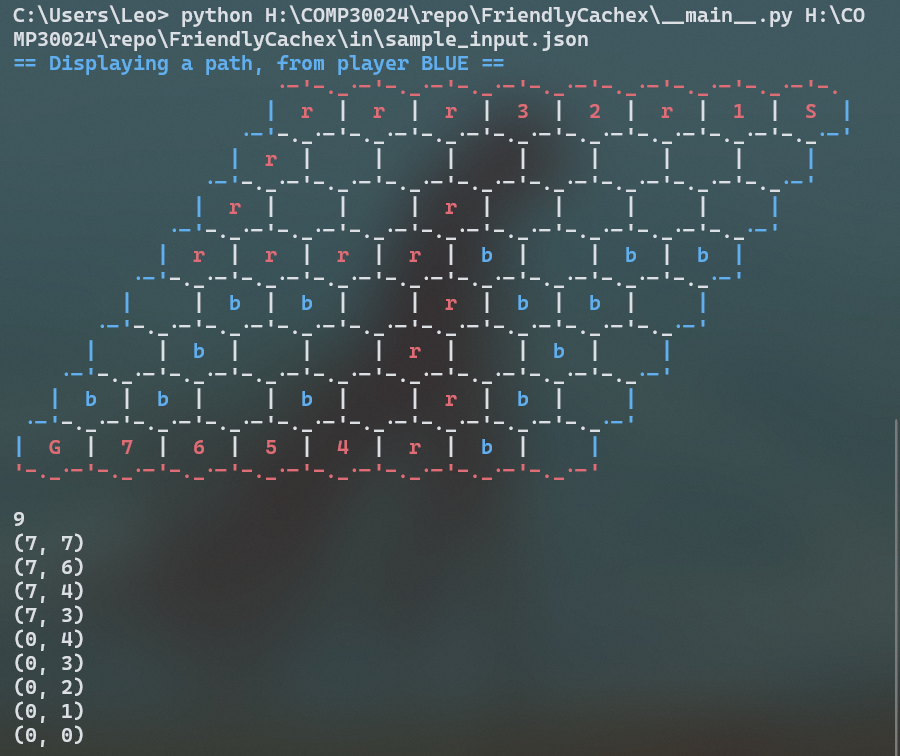 C:\Users\Leo> python H:\COMP30024\repo\FriendlyCachex\__main__.py H:\CO
MP30024\repo\FriendlyCachex\in\sample_input.json
== Displaying a path, from player BLUE ==
| r | r | r | 3 | 2 | r | 1 | S |
| r | | | | | | | |
| r | | | r | | | | |
| r | r | r | r | b | | b | b |
| | b | b | | r | b | b | | |
| | b | | | r | | b | | |
| b | b | | b | | r | b | | |
| G | 7 | 6 | 5 | 4 | r | b | |
9
(7, 7)
(7, 6)
(7, 4)
(7, 3)
(0, 4)
(0, 3)
(0, 2)
(0, 1)
(0, 0)